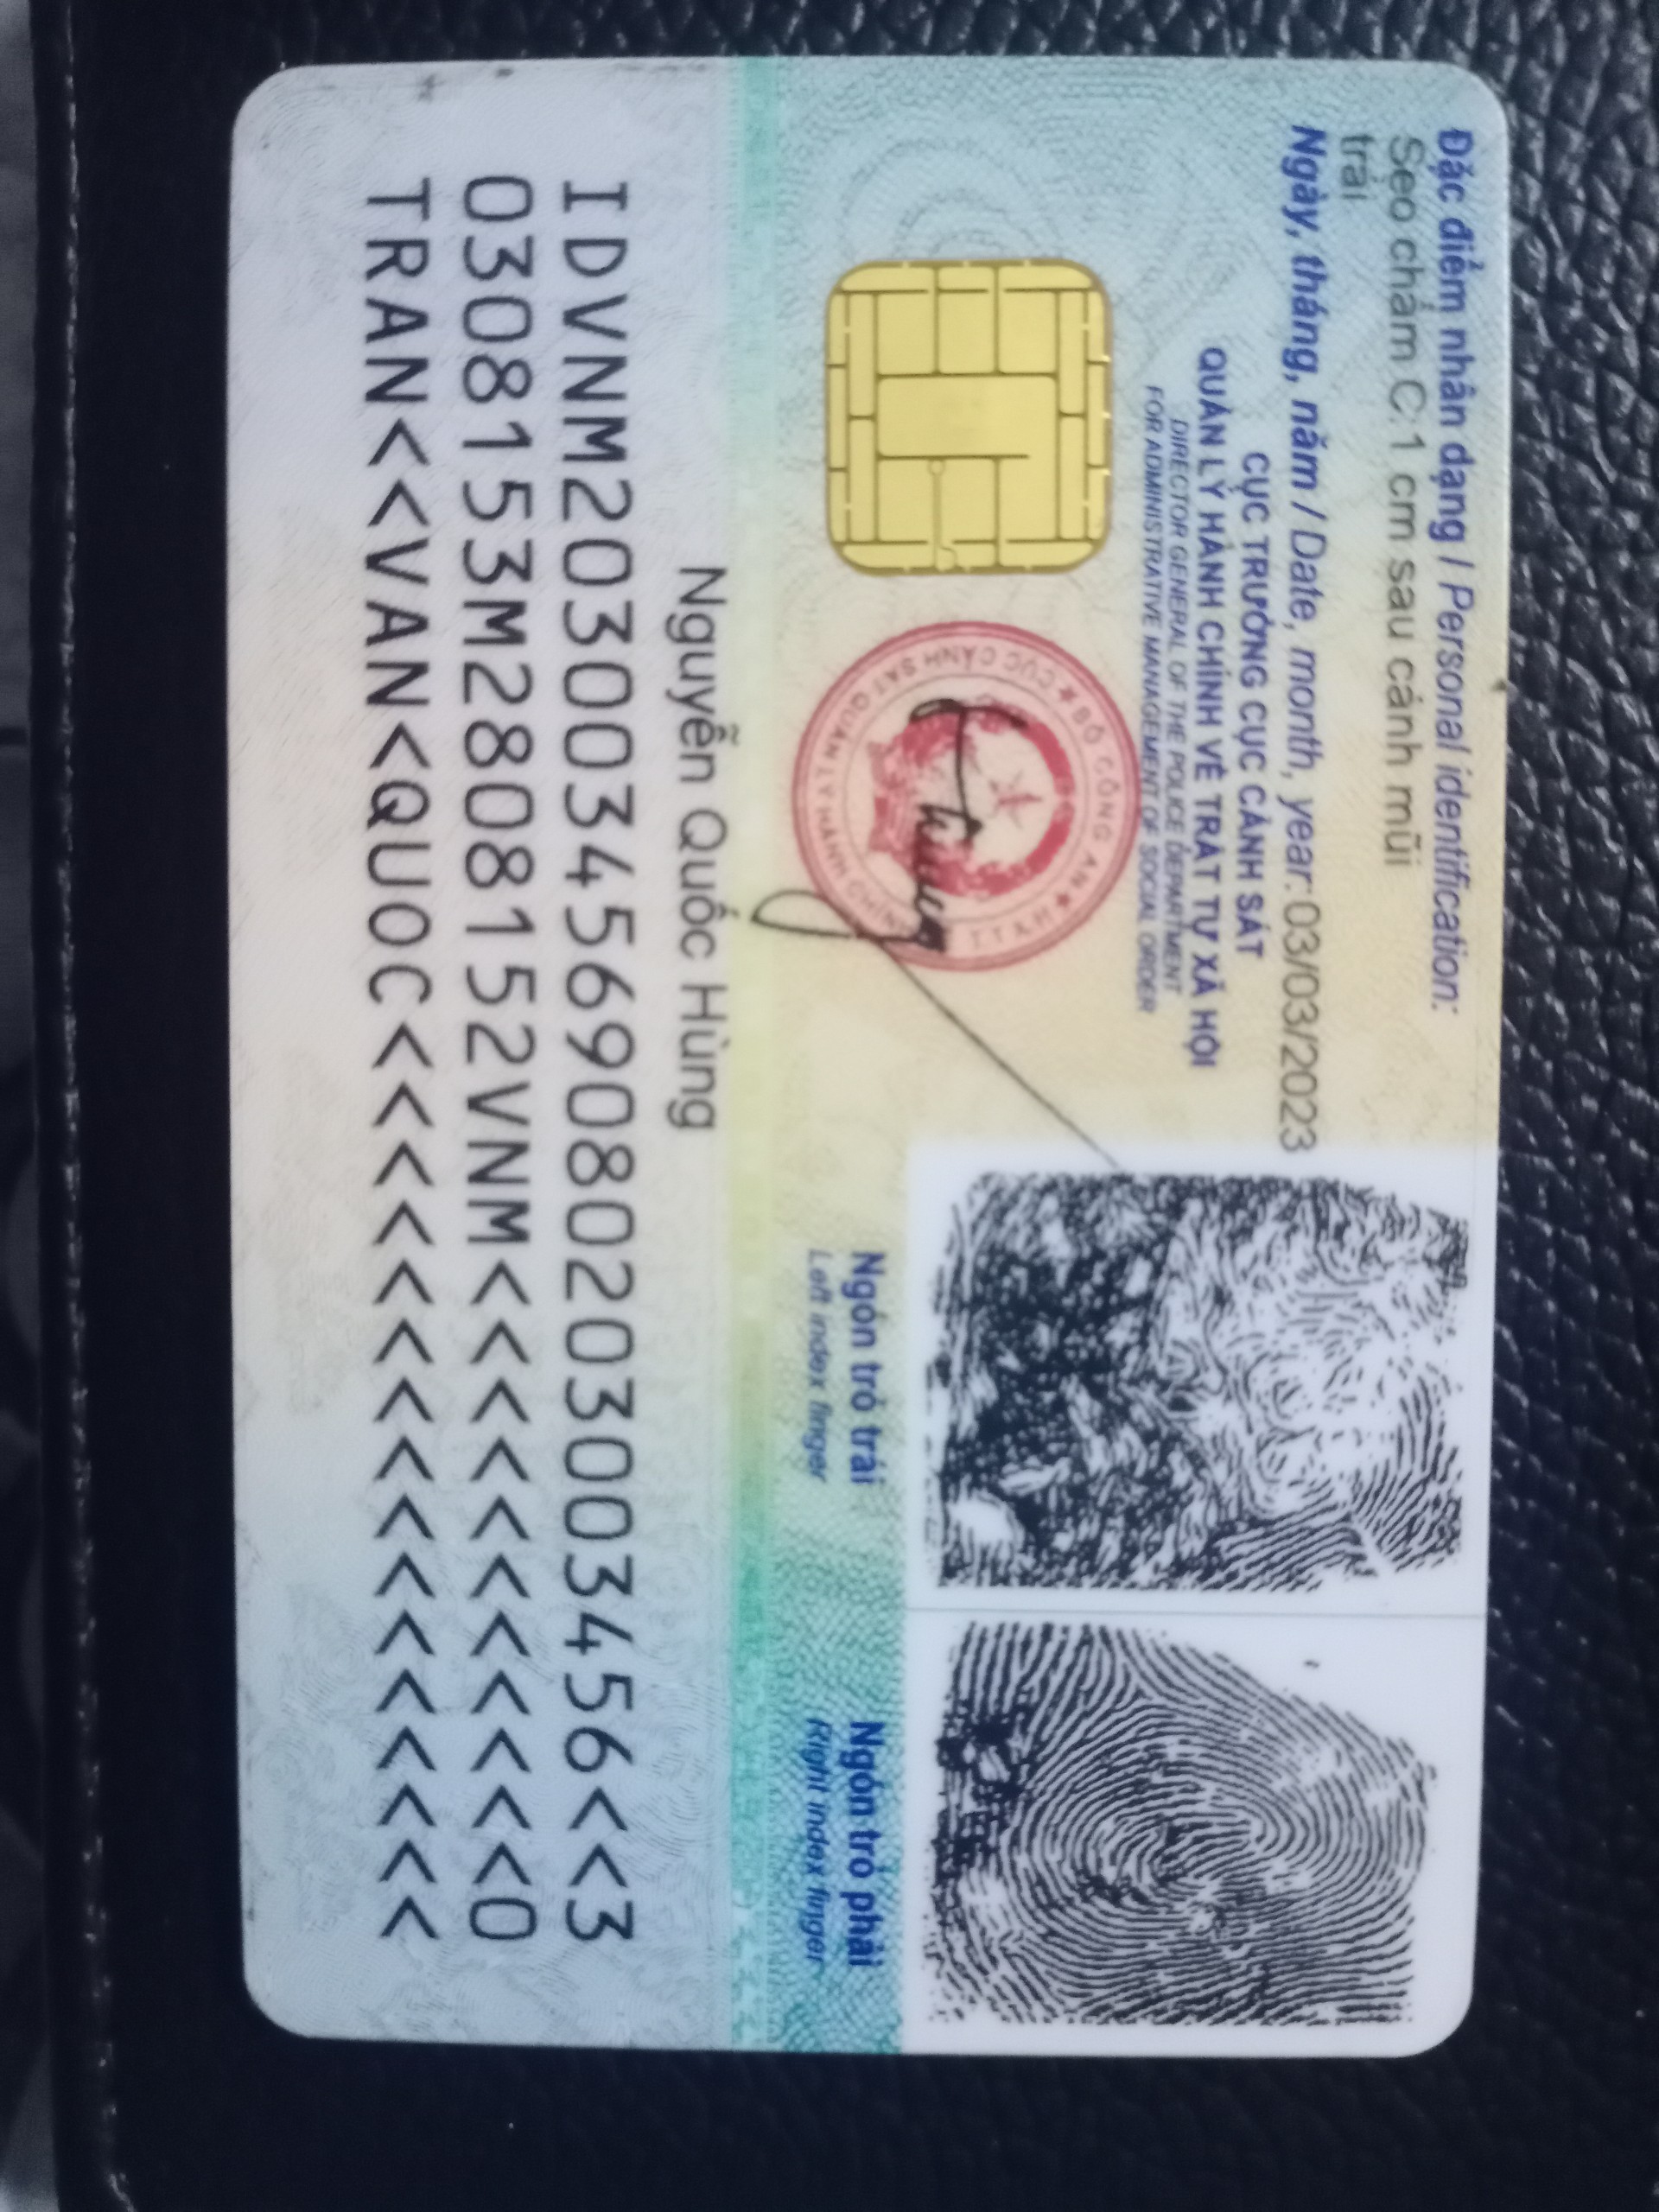 Đặc điểm nhân dạng / Personal identification:
Sẹo chấm C:1 cm sau cánh mũi
trái
Ngày, tháng, năm / Date, month, year: 03/03/2023
CỤC TRƯỞNG CỤC CẢNH SÁT
QUẢN LÝ HÀNH CHÍNH VỀ TRẬT TỰ XÃ HỘI
DIRECTOR GENERAL OF THE POLICE DEPARTMENT
FOR ADMINISTRATIVE MANAGEMENT OF SOCIAL ORDER
BỘ CÔNG AN
CỤC CẢNH SÁT QUẢN LÝ HÀNH CHÍNH
Ngón trỏ trái
Left index finger
Ngón trỏ phải
Right index finger
Nguyễn Quốc Hùng
IDVNM2030034569080203003456<<3
0308153M2808152VNM<<<<<<<<<<<0
TRAN<<VAN<QUOC<<<<<<<<<<<<<<<<